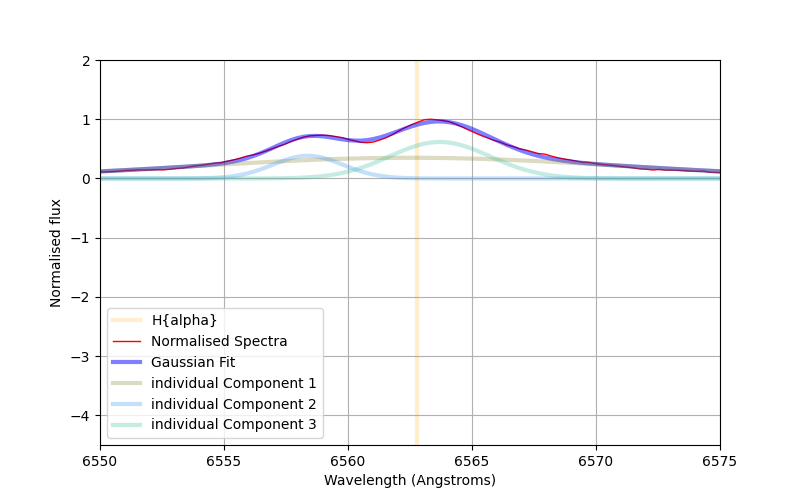 2
1
0
−1
−2
−3
−4
Normalised flux
H{alpha}
Normalised Spectra
Gaussian Fit
individual Component 1
individual Component 2
individual Component 3
6550 6555 6560 6565 6570 6575
Wavelength (Angstroms)